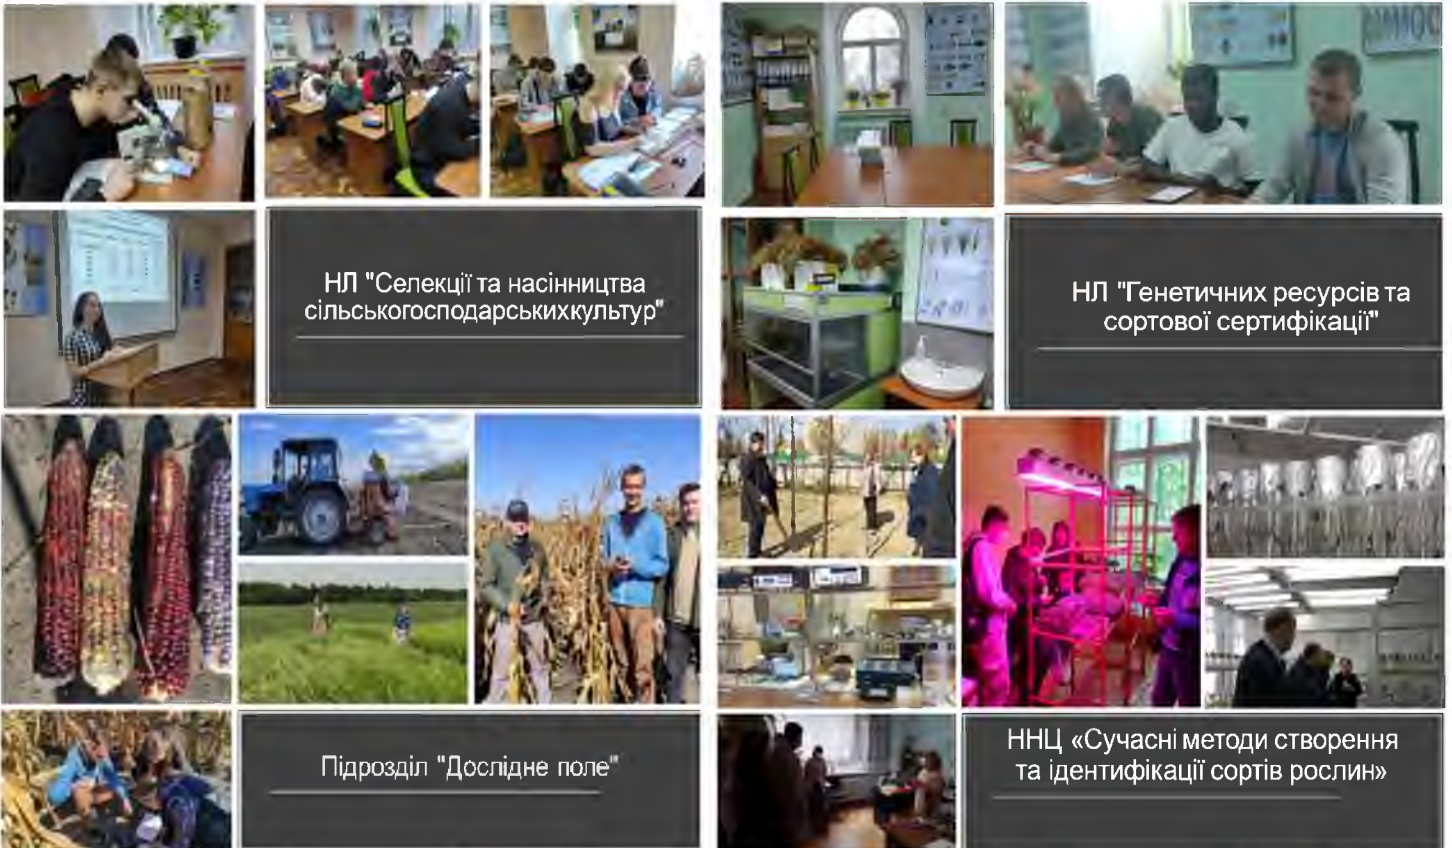 НЛ "Селекції та насінництва
сільськогосподарськихкультур"
НЛ "Генетичних ресурсів та
сортової сертифікації"
Підрозділ "Дослідне поле"
ННЦ «Сучасні методи створення
та ідентифікації сортів рослин»